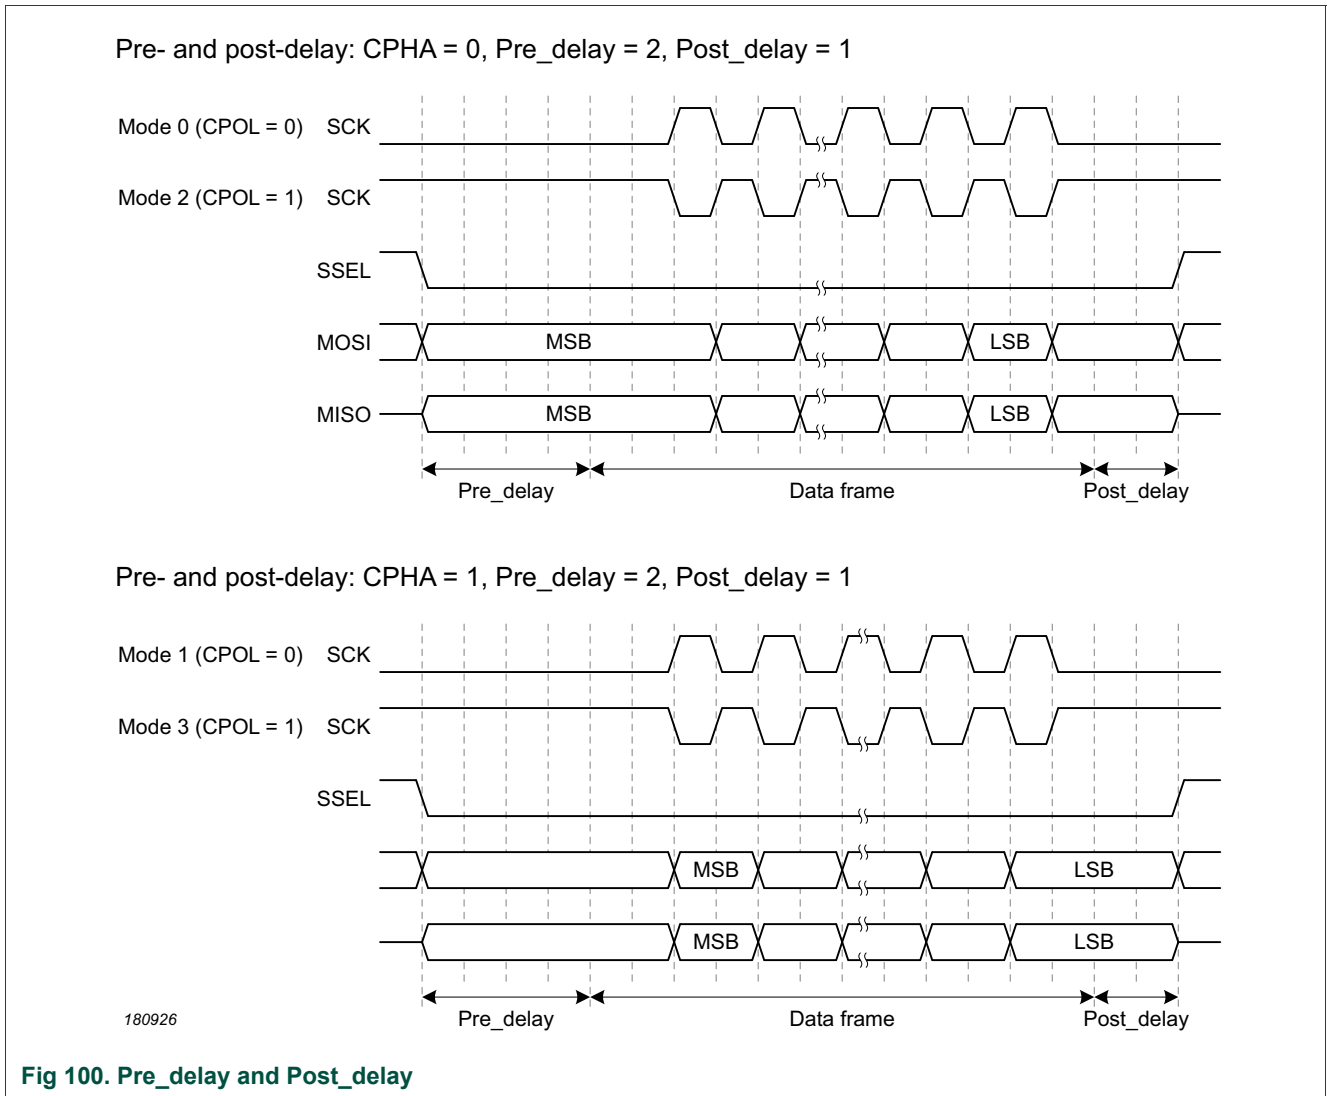 Pre- and post-delay: CPHA = 0, Pre_delay = 2, Post_delay = 1
Mode 0 (CPOL = 0) SCK
Mode 2 (CPOL = 1) SCK
SSEL
MOSI MSB LSB
MISO MSB LSB
Pre_delay Data frame Post_delay
Pre- and post-delay: CPHA = 1, Pre_delay = 2, Post_delay = 1
Mode 1 (CPOL = 0) SCK
Mode 3 (CPOL = 1) SCK
SSEL
MSB LSB
MSB LSB
Pre_delay Data frame Post_delay
180926
Fig 100. Pre_delay and Post_delay